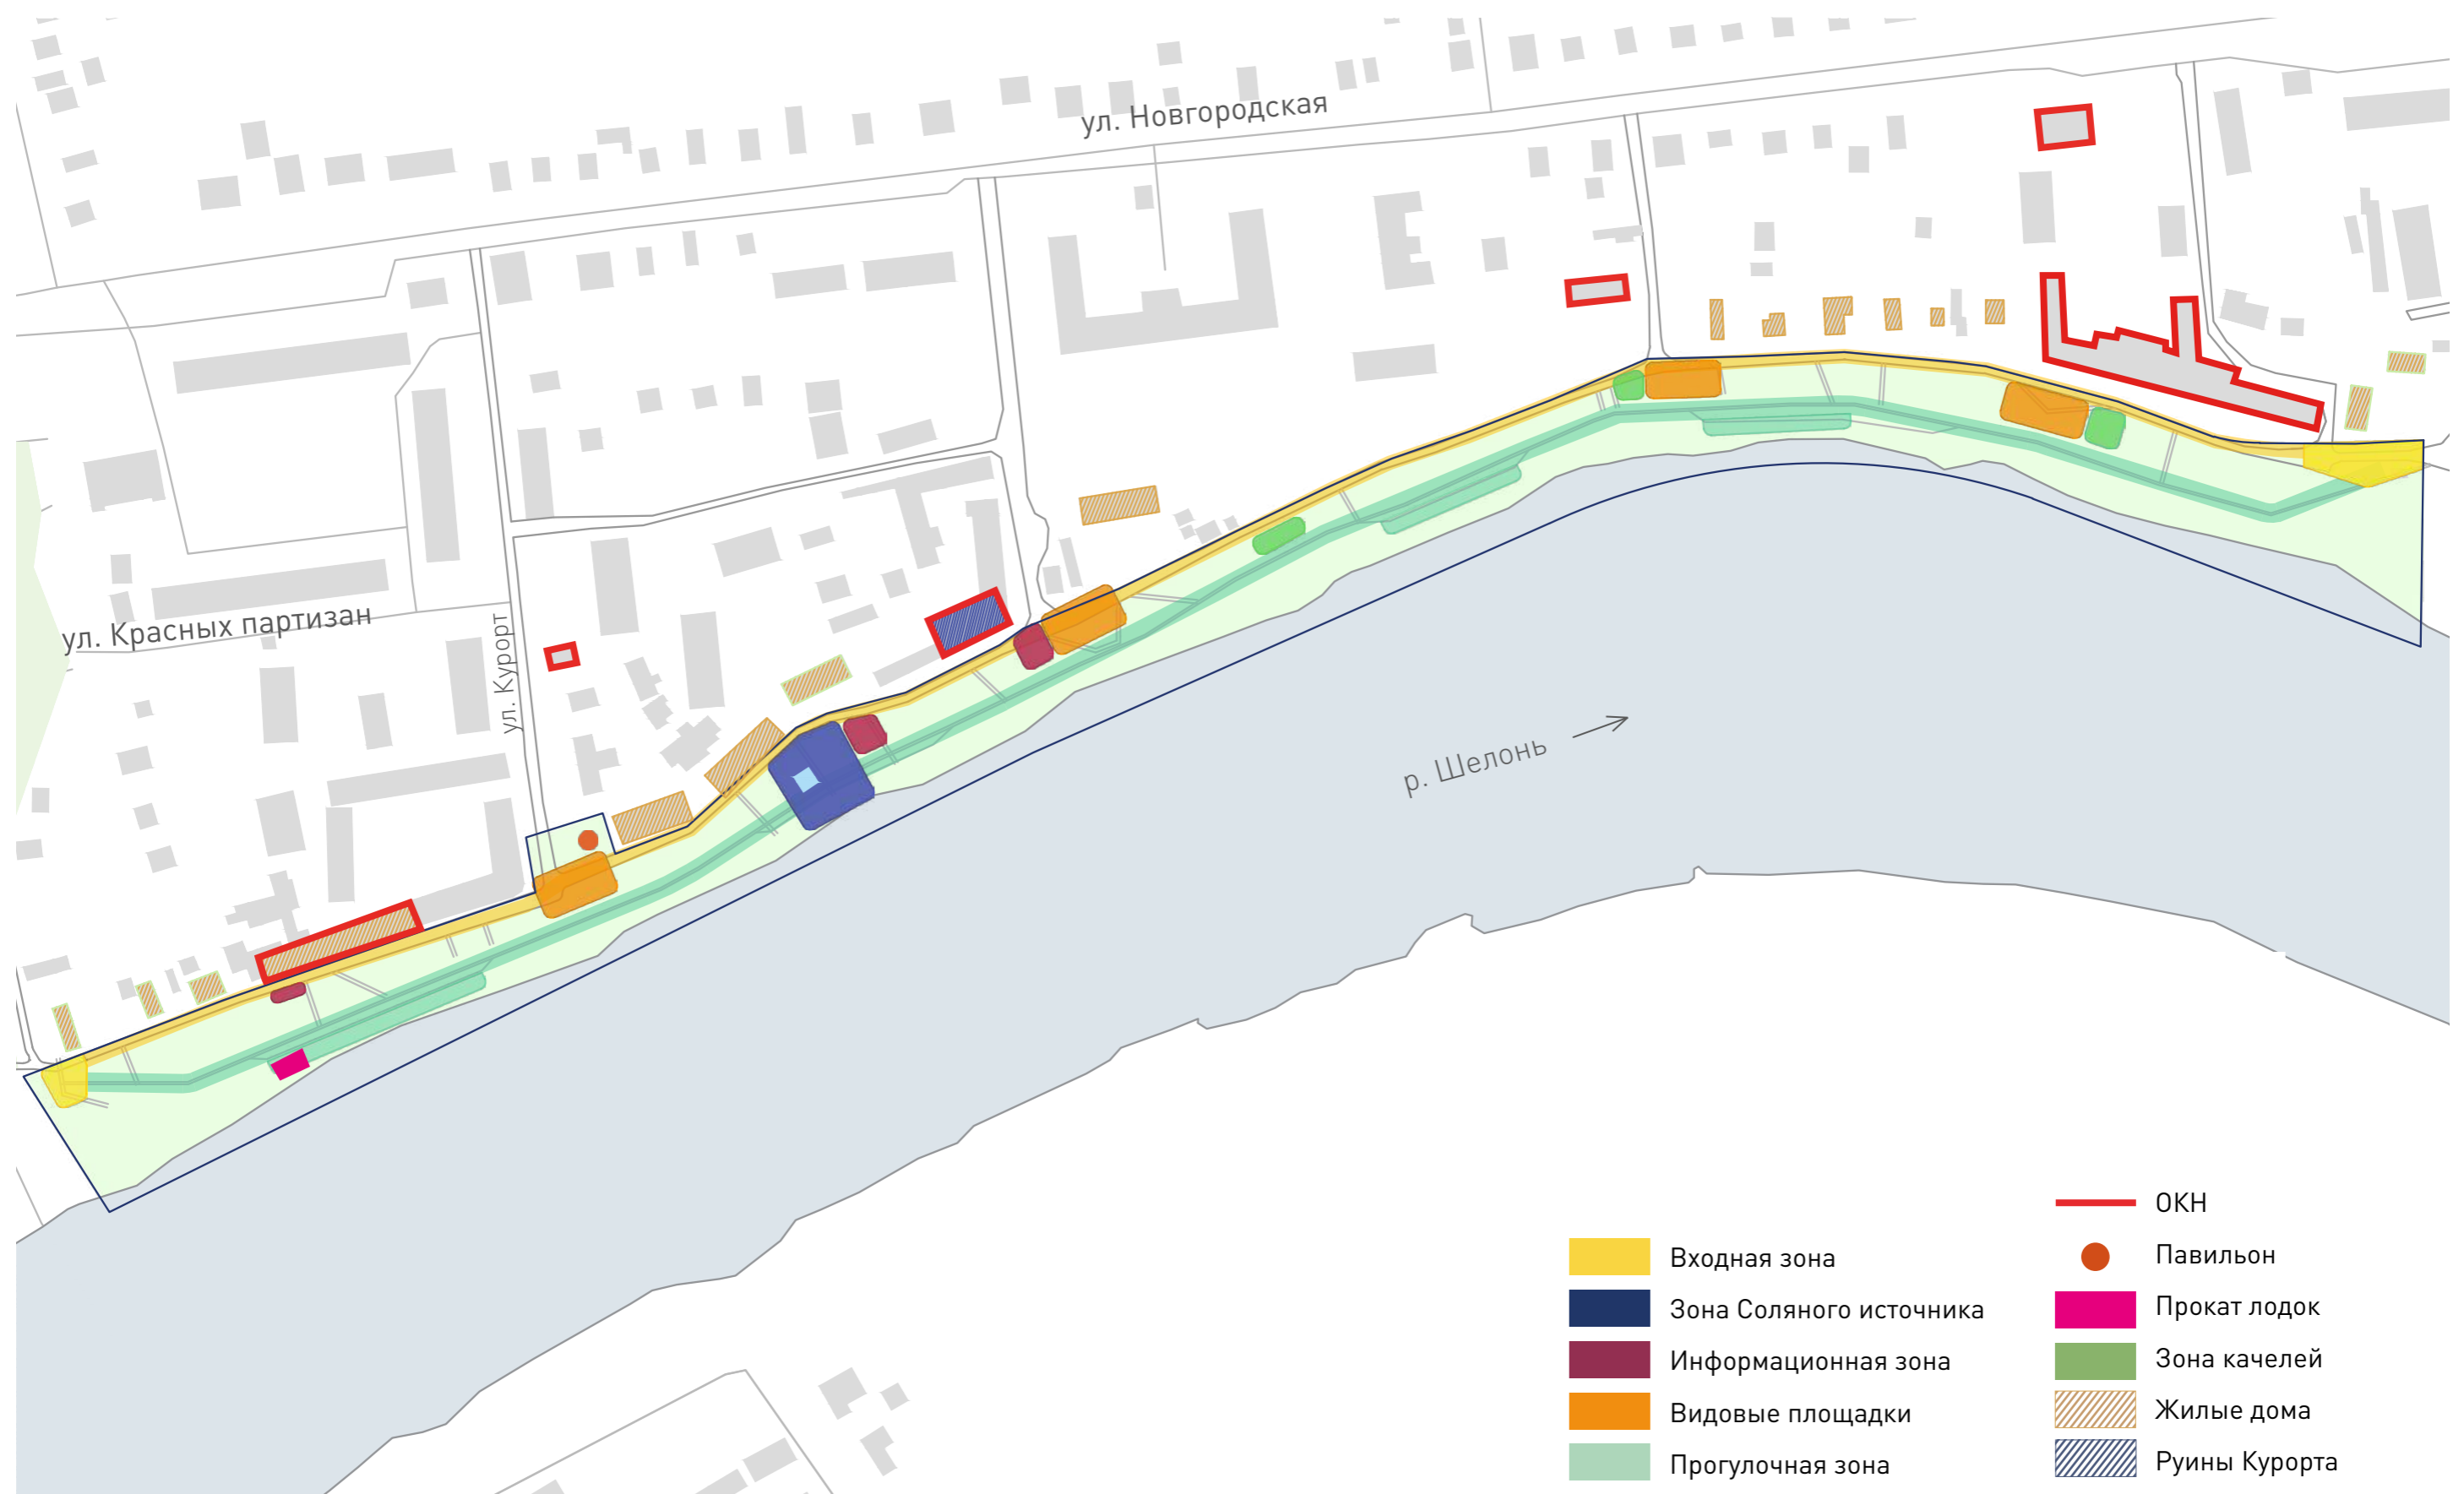 ул. Новгородская
ул. Красных партизан
ул. Курорт
р. Шелонь
Входная зона
Зона Соляного источника
Информационная зона
Видовые площадки
Прогулочная зона
ОКН
Павильон
Прокат лодок
Зона качелей
Жилые дома
Руины Курорта